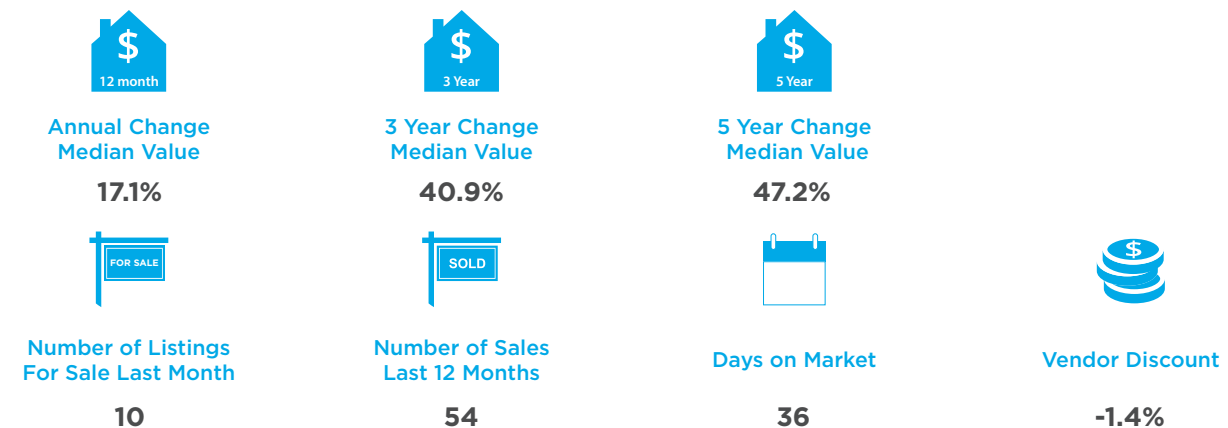 $ $ $
12 month 3 Year 5 Year
Annual Change
Median Value
17.1%
3 Year Change
Median Value
40.9%
5 Year Change
Median Value
47.2%
FOR SALE
SOLD
$
Number of Listings
For Sale Last Month
10
Number of Sales
Last 12 Months
54
Days on Market
36
Vendor Discount
-1.4%